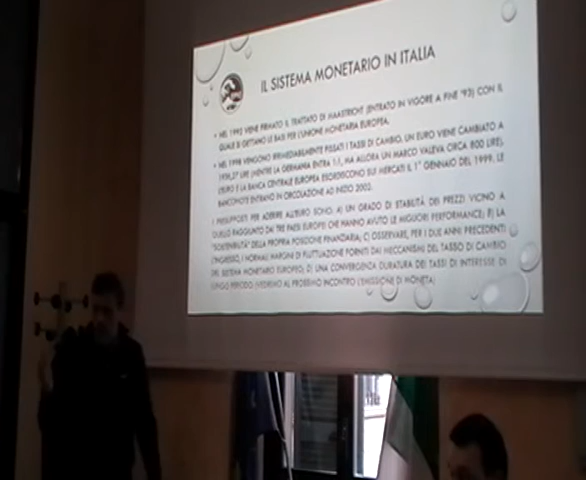 IL SISTEMA MONETARIO IN ITALIA
• NEL 1992 VIENE FIRMATO IL TRATTATO DI MAASTRICHT (ENTRATO IN VIGORE A FINE '93) CON IL
QUALE SI GETTANO LE BASI PER L'UNIONE MONETARIA EUROPEA.
• NEL 1998 VENGONO IRRIMEDIABILMENTE FISSATI I TASSI DI CAMBIO, UN EURO VIENE CAMBIATO A
1936,27 LIRE (MENTRE LA GERMANIA ENTRA 1:1, MA ALLORA UN MARCO VALEVA CIRCA 800 LIRE).
L'EURO E LA BANCA CENTRALE EUROPEA ESORDISCONO SUI MERCATI IL 1° GENNAIO DEL 1999, LE
BANCONOTE ENTRANO IN CIRCOLAZIONE AD INIZIO 2002.
I PRESUPPOSTI PER ADERIRE ALL'EURO SONO: A) UN GRADO DI STABILITÀ DEI PREZZI VICINO A
QUELLO RAGGIUNTO DAI TRE PAESI EUROPEI CHE HANNO AVUTO LE MIGLIORI PERFORMANCE; B) LA
"SOSTENIBILITÀ" DELLA PROPRIA POSIZIONE FINANZIARIA; C) OSSERVARE, PER I DUE ANNI PRECEDENTI
L'INGRESSO, I NORMALI MARGINI DI FLUTTUAZIONE FORNITI DAI MECCANISMI DEL TASSO DI CAMBIO
DEL SISTEMA MONETARIO EUROPEO; D) UNA CONVERGENZA DURATURA DEI TASSI DI INTERESSE DI
LUNGO PERIODO (VEDREMO AL PROSSIMO INCONTRO L'EMISSIONE DI MONETA)